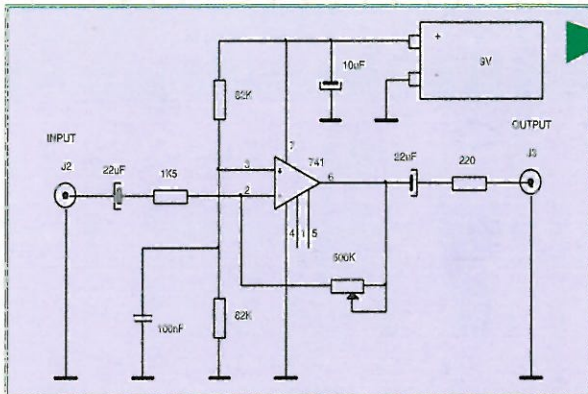 +
9V
-
10uF
82K
INPUT
OUTPUT
J2
22uF
1K5
3
+
7
741
2
-
6
22uF
220
J3
4
1
5
500K
100nF
82K